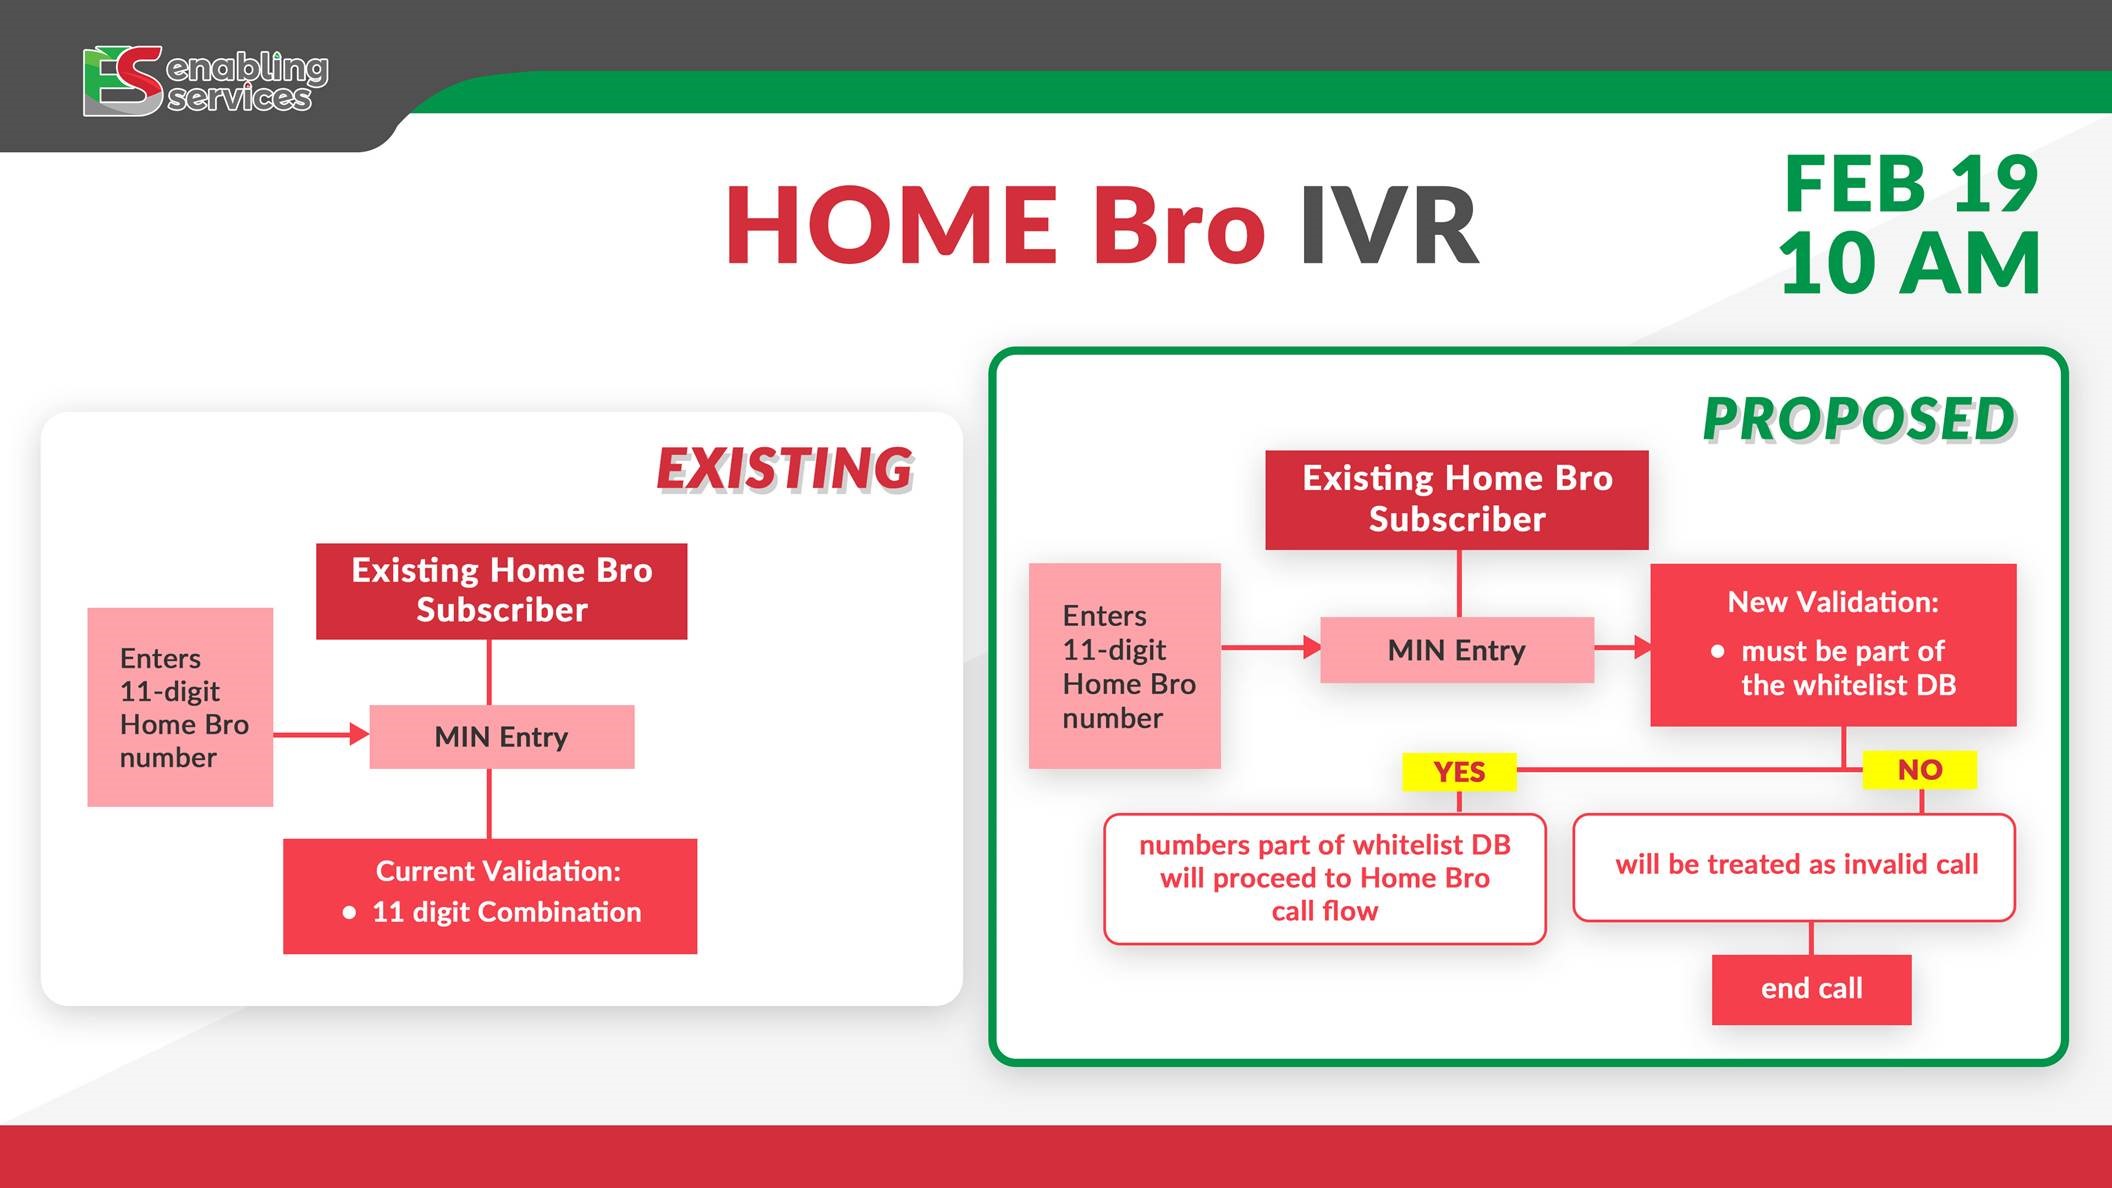 enabling
services
HOME Bro IVR
FEB 19
10 AM
EXISTING
Existing Home Bro
Subscriber
Enters
11-digit
Home Bro
number
MIN Entry
Current Validation:
● 11 digit Combination
PROPOSED
Existing Home Bro
Subscriber
Enters
11-digit
Home Bro
number
MIN Entry
New Validation:
● must be part of
the whitelist DB
YES
NO
numbers part of whitelist DB
will proceed to Home Bro
call flow
will be treated as invalid call
end call